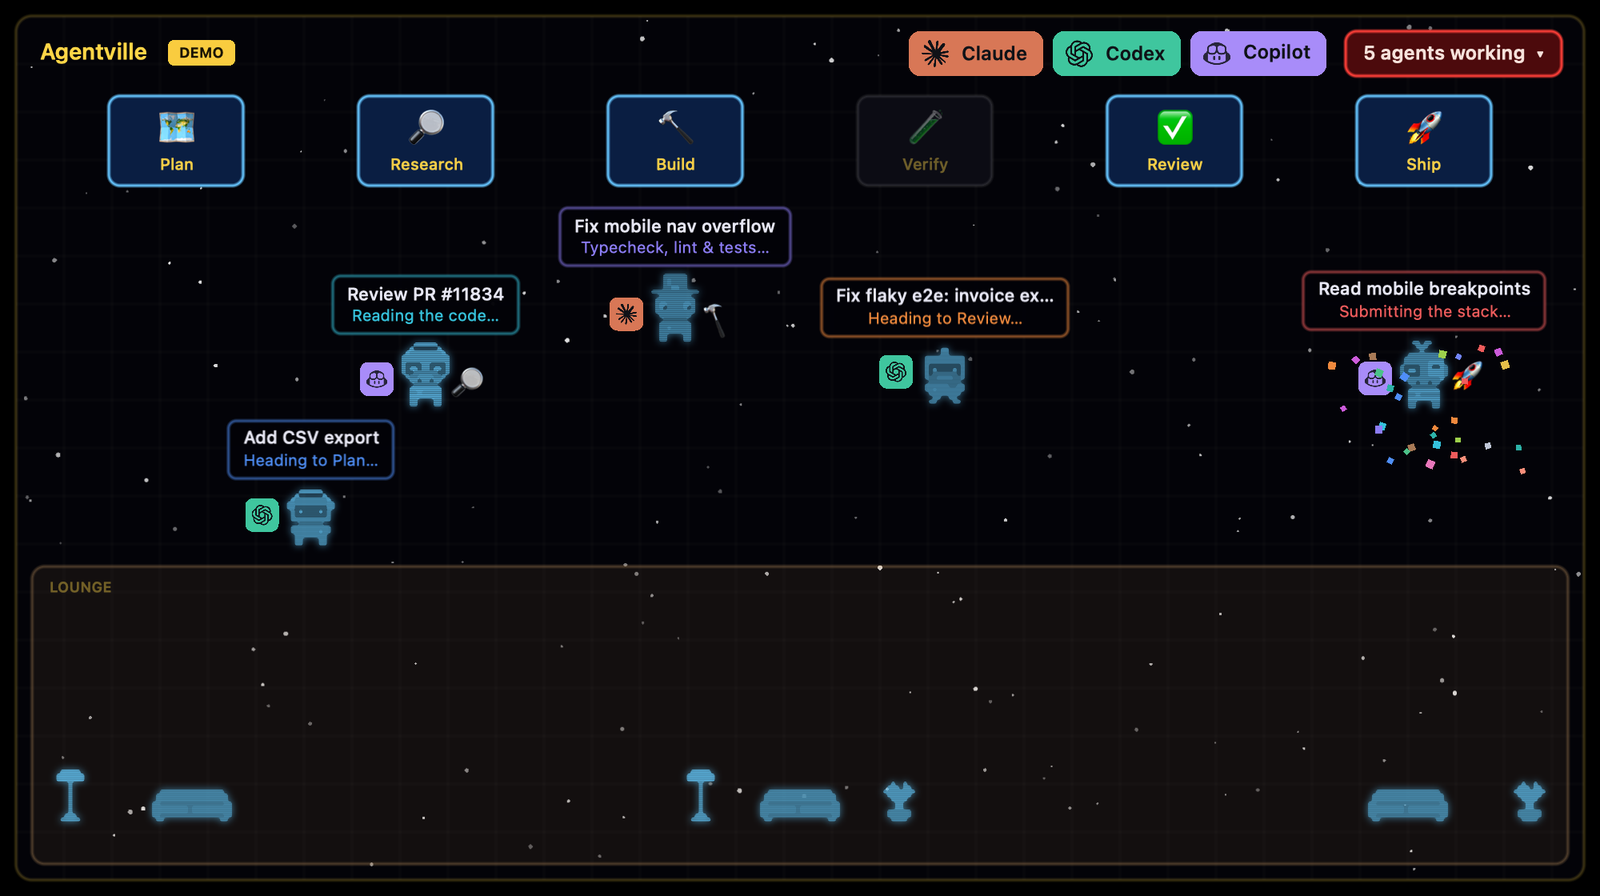 Agentville
DEMO
Claude
Codex
Copilot
5 agents working
Plan
Research
Build
Verify
Review
Ship
Fix mobile nav overflow
Typecheck, lint & tests...
Review PR #11834
Reading the code...
Fix flaky e2e: invoice ex...
Heading to Review...
Read mobile breakpoints
Submitting the stack...
Add CSV export
Heading to Plan...
LOUNGE